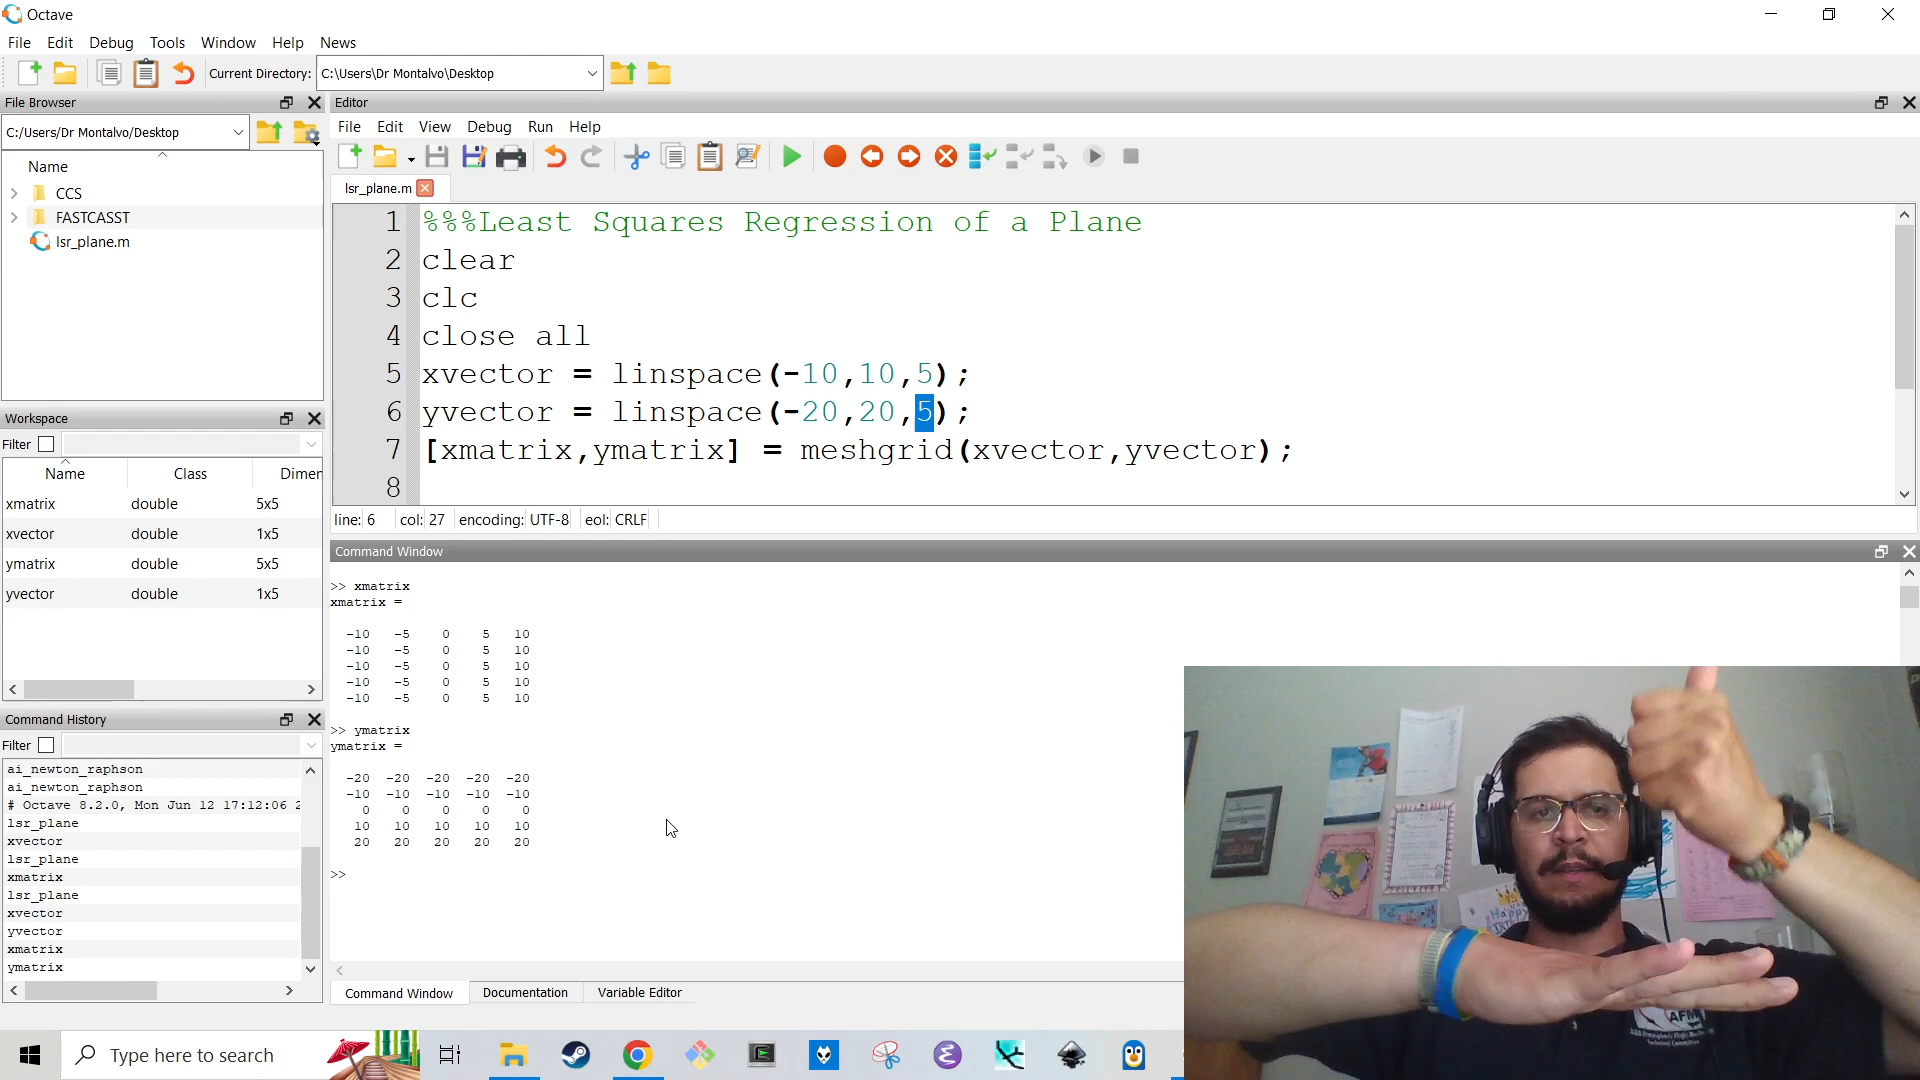 Octave
File Edit Debug Tools Window Help News
Current Directory: C:\Users\Dr Montalvo\Desktop
File Browser
C:/Users/Dr Montalvo/Desktop
Name
CCS
FASTCASST
lsr_plane.m
Workspace
Filter
Name Class Dimen
xmatrix double 5x5
xvector double 1x5
ymatrix double 5x5
yvector double 1x5
Command History
Filter
ai_newton_raphson
ai_newton_raphson
# Octave 8.2.0, Mon Jun 12 17:12:06 2
lsr_plane
xvector
lsr_plane
xmatrix
lsr_plane
xvector
yvector
xmatrix
ymatrix
Editor
File Edit View Debug Run Help
lsr_plane.m
1 %%%Least Squares Regression of a Plane
2 clear
3 clc
4 close all
5 xvector = linspace(-10,10,5);
6 yvector = linspace(-20,20,5);
7 [xmatrix,ymatrix] = meshgrid(xvector,yvector);
8
line: 6 col: 27 encoding: UTF-8 eol: CRLF
Command Window
>> xmatrix
xmatrix =
-10 -5 0 5 10
-10 -5 0 5 10
-10 -5 0 5 10
-10 -5 0 5 10
-10 -5 0 5 10
>> ymatrix
ymatrix =
-20 -20 -20 -20 -20
-10 -10 -10 -10 -10
0 0 0 0 0
10 10 10 10 10
20 20 20 20 20
>>
Command Window Documentation Variable Editor
Type here to search
Happy
AFM